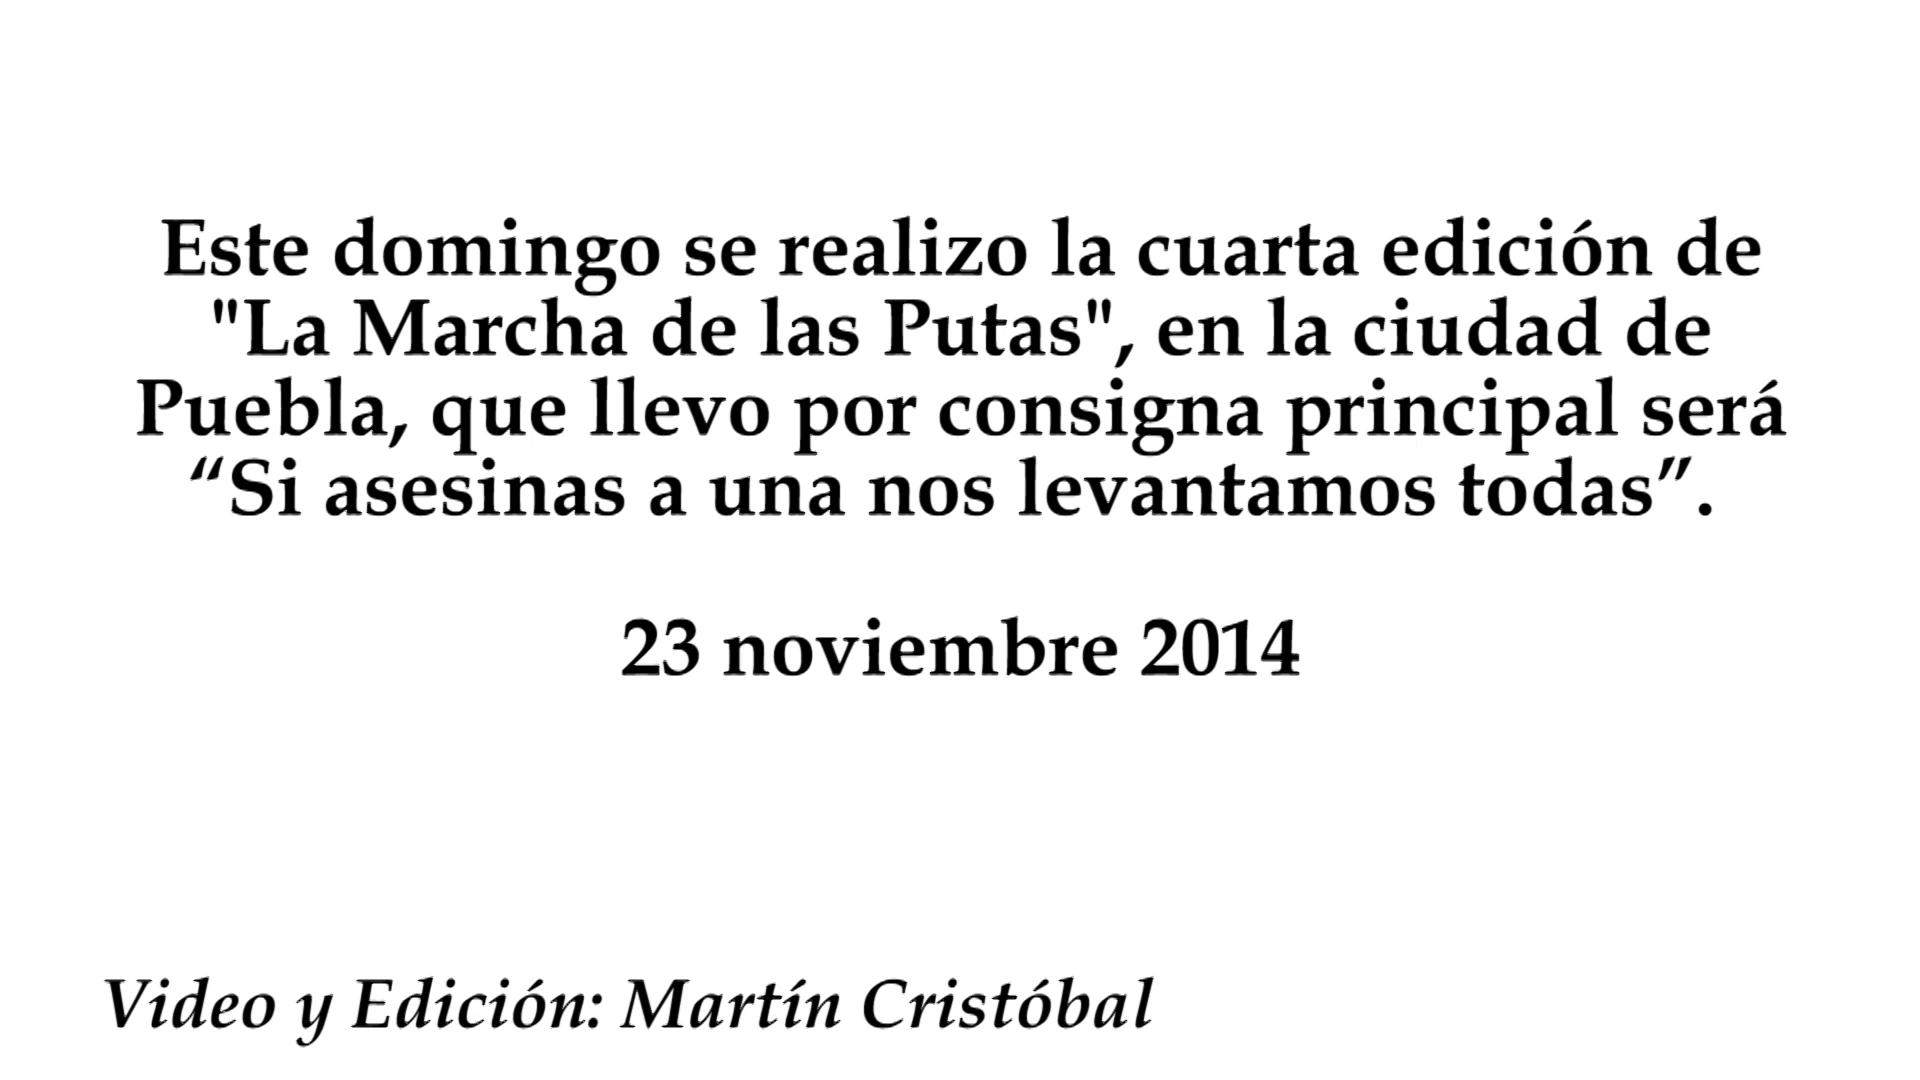 Este domingo se realizo la cuarta edición de
"La Marcha de las Putas", en la ciudad de
Puebla, que llevo por consigna principal será
“Si asesinas a una nos levantamos todas”.
23 noviembre 2014
Video y Edición: Martín Cristóbal